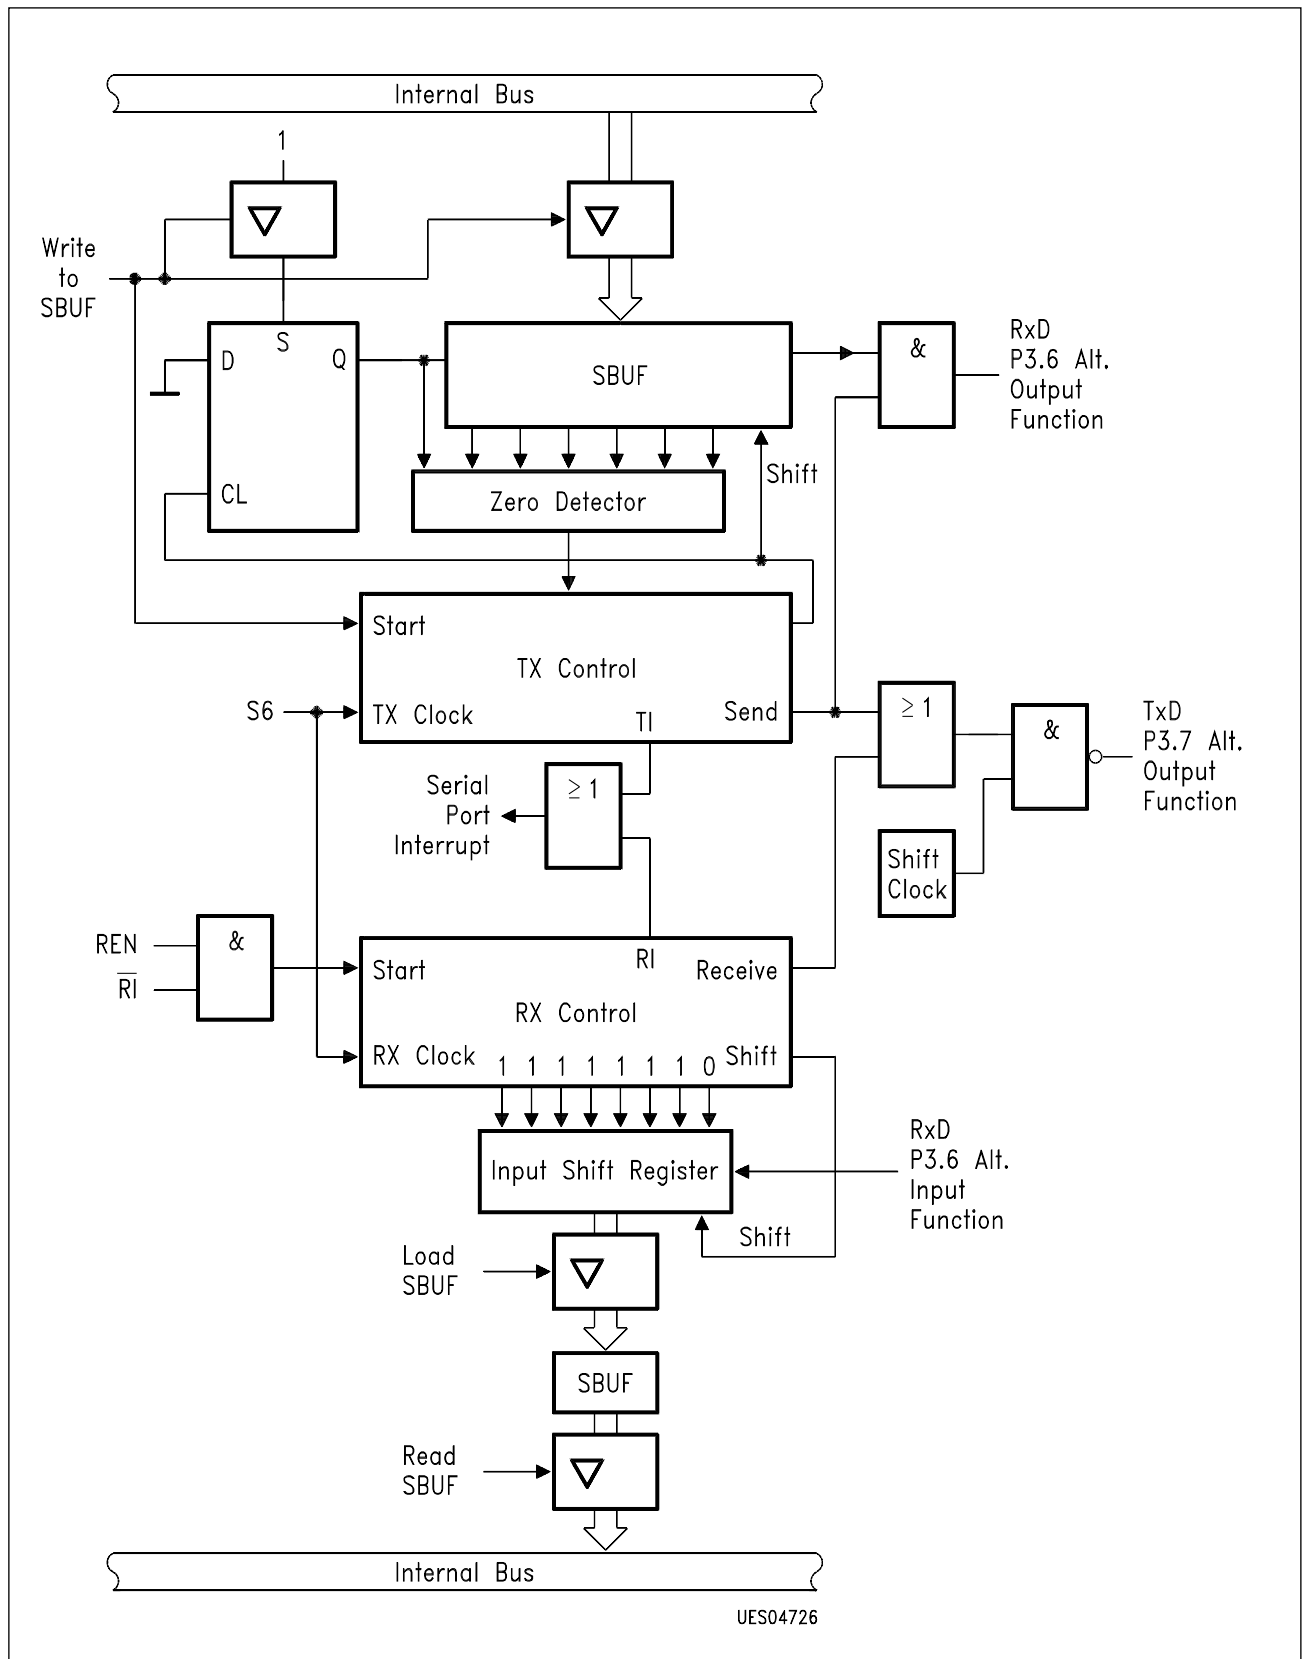 Internal Bus
1
Write
to
SBUF
S
D
Q
CL
SBUF
&
RxD
P3.6 Alt.
Output
Function
Shift
Zero Detector
Start
TX Control
S6
TX Clock
TI
Send
≥ 1
&
TxD
P3.7 Alt.
Output
Function
Serial
Port
Interrupt
≥ 1
Shift
Clock
REN
R̅I̅
&
Start
RI
Receive
RX Control
RX Clock
1 1 1 1 1 1 1 0
Shift
Input Shift Register
RxD
P3.6 Alt.
Input
Function
Shift
Load
SBUF
SBUF
Read
SBUF
Internal Bus
UES04726